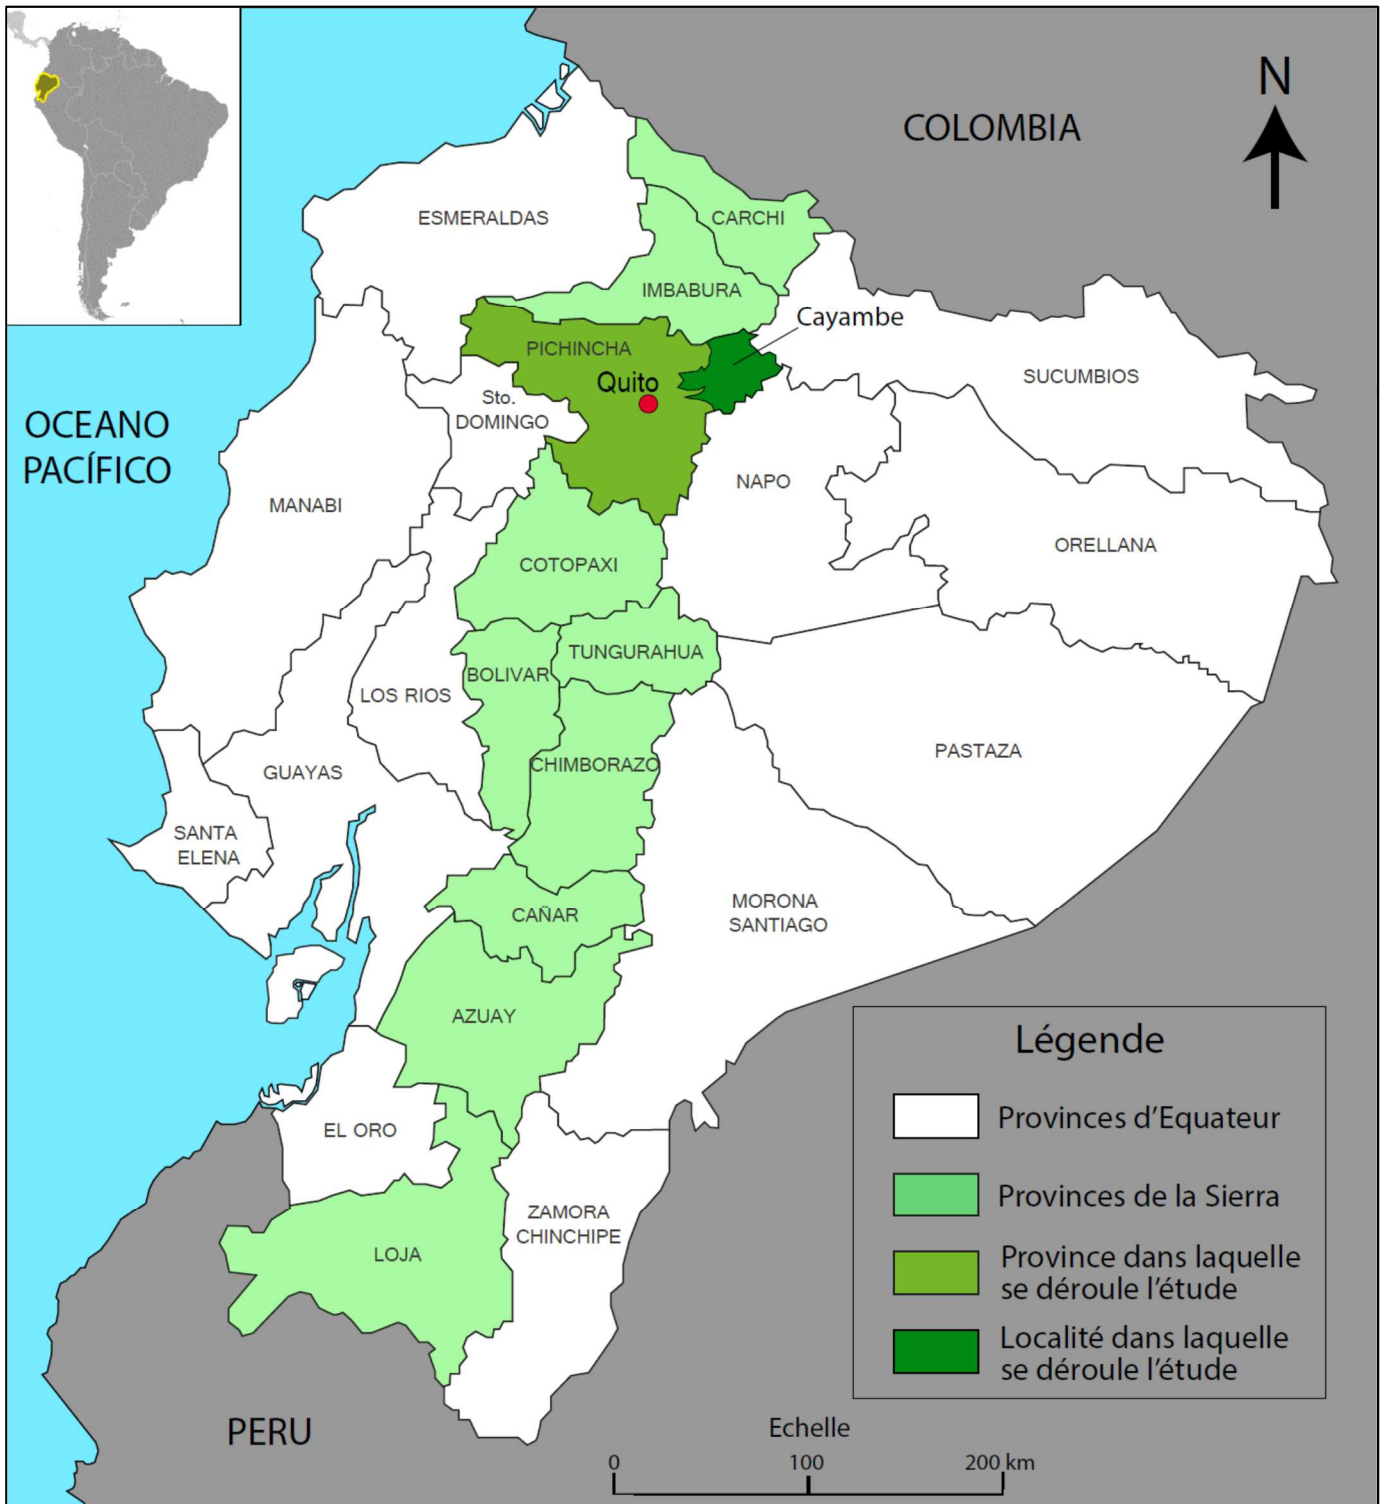 N
COLOMBIA
ESMERALDAS
CARCHI
IMBABURA
Cayambe
PICHINCHA
Quito
SUCUMBIOS
Sto.
DOMINGO
OCEANO
PACÍFICO
NAPO
MANABI
ORELLANA
COTOPAXI
TUNGURAHUA
BOLIVAR
LOS RIOS
PASTAZA
GUAYAS
CHIMBORAZO
SANTA
ELENA
MORONA
SANTIAGO
CAÑAR
AZUAY
EL ORO
ZAMORA
CHINCHIPE
LOJA
PERU
Légende
Provinces d’Equateur
Provinces de la Sierra
Province dans laquelle
se déroule l’étude
Localité dans laquelle
se déroule l’étude
Echelle
0 100 200 km